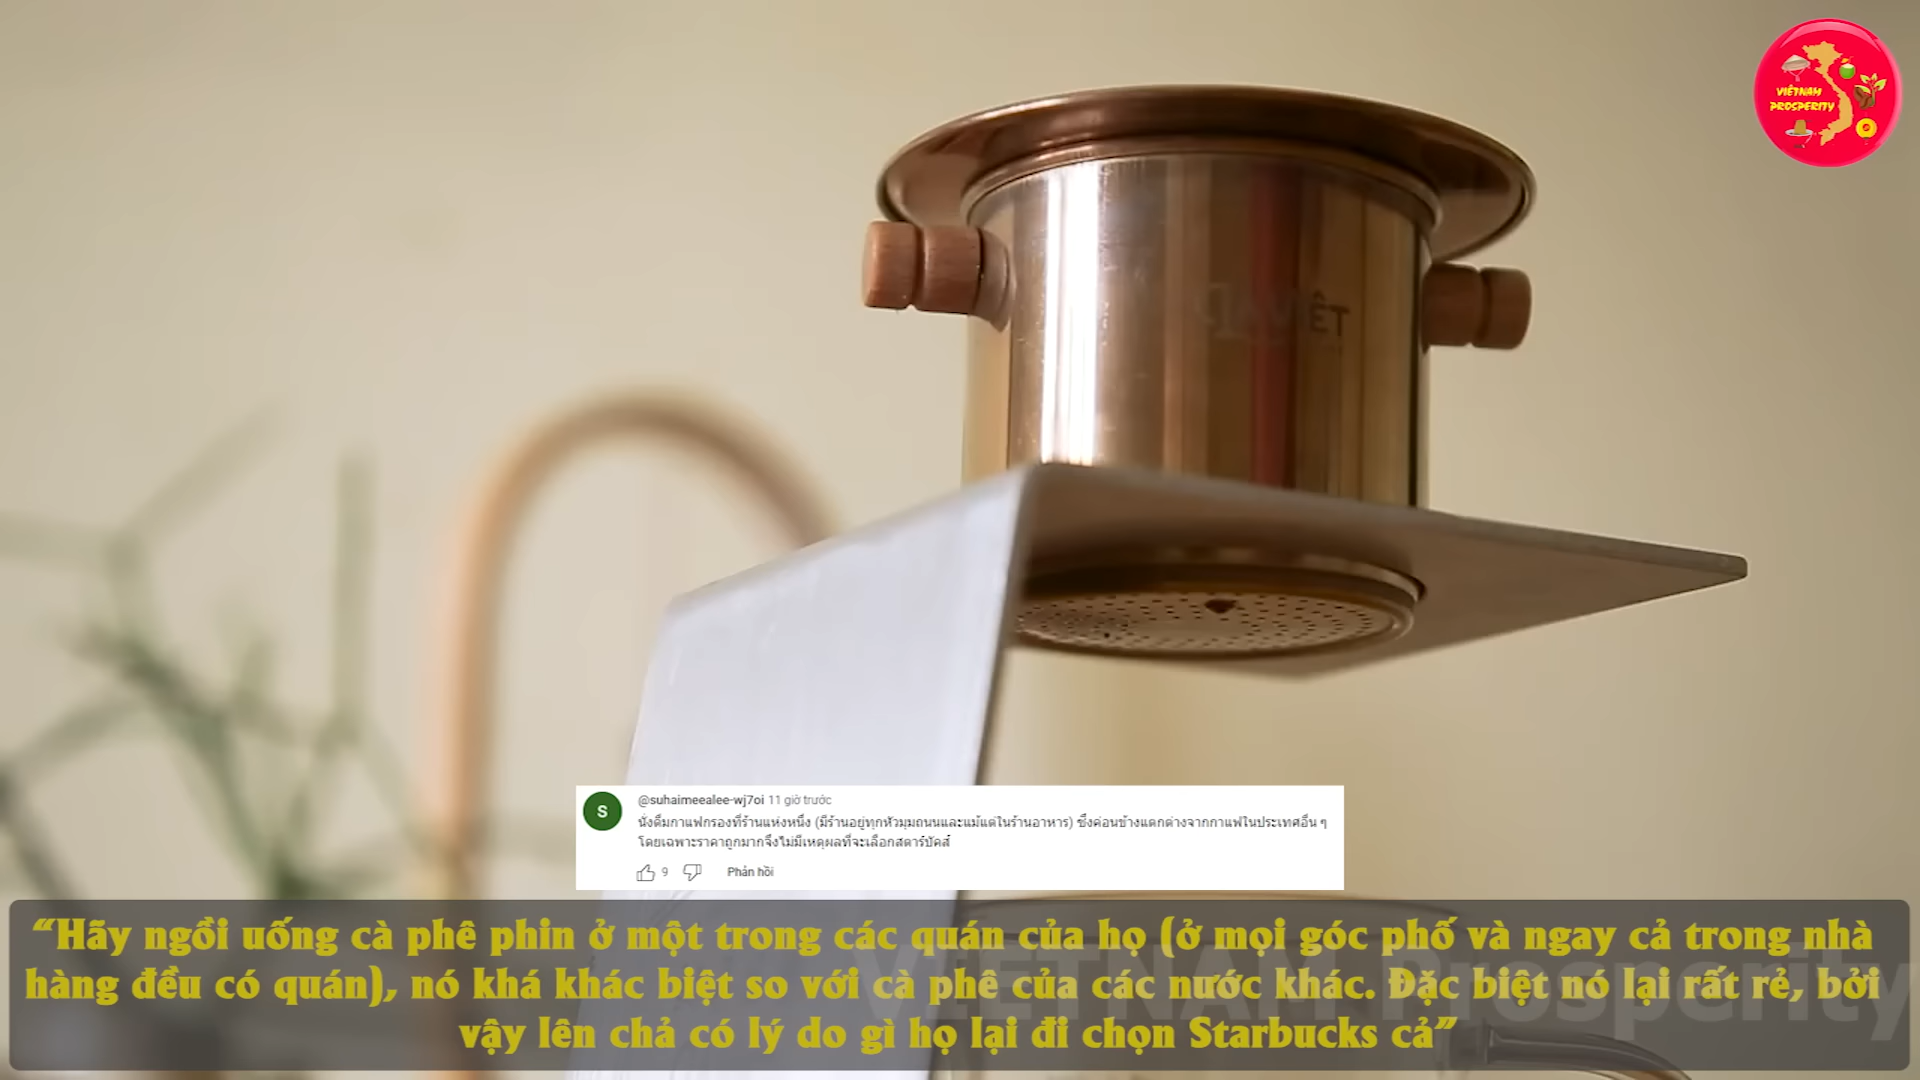 VIETNAM
PROSPERITY
VIỆT
S
@suhaimeealee-wj7oi 11 giờ trước
นั่งดื่มกาแฟกรองที่ร้านแห่งหนึ่ง (มีร้านอยู่ทุกหัวมุมถนนและแม้แต่ในร้านอาหาร) ซึ่งค่อนข้างแตกต่างจากกาแฟในประเทศอื่น ๆ
โดยเฉพาะราคาถูกมากจึงไม่มีเหตุผลที่จะเลือกสตาร์บัคส์
9 Phản hồi
“Hãy ngồi uống cà phê phin ở một trong các quán của họ (ở mọi góc phố và ngay cả trong nhà
hàng đều có quán), nó khá khác biệt so với cà phê của các nước khác. Đặc biệt nó lại rất rẻ, bởi
vậy lên chả có lý do gì họ lại đi chọn Starbucks cả”
VIETNAM Prosperity